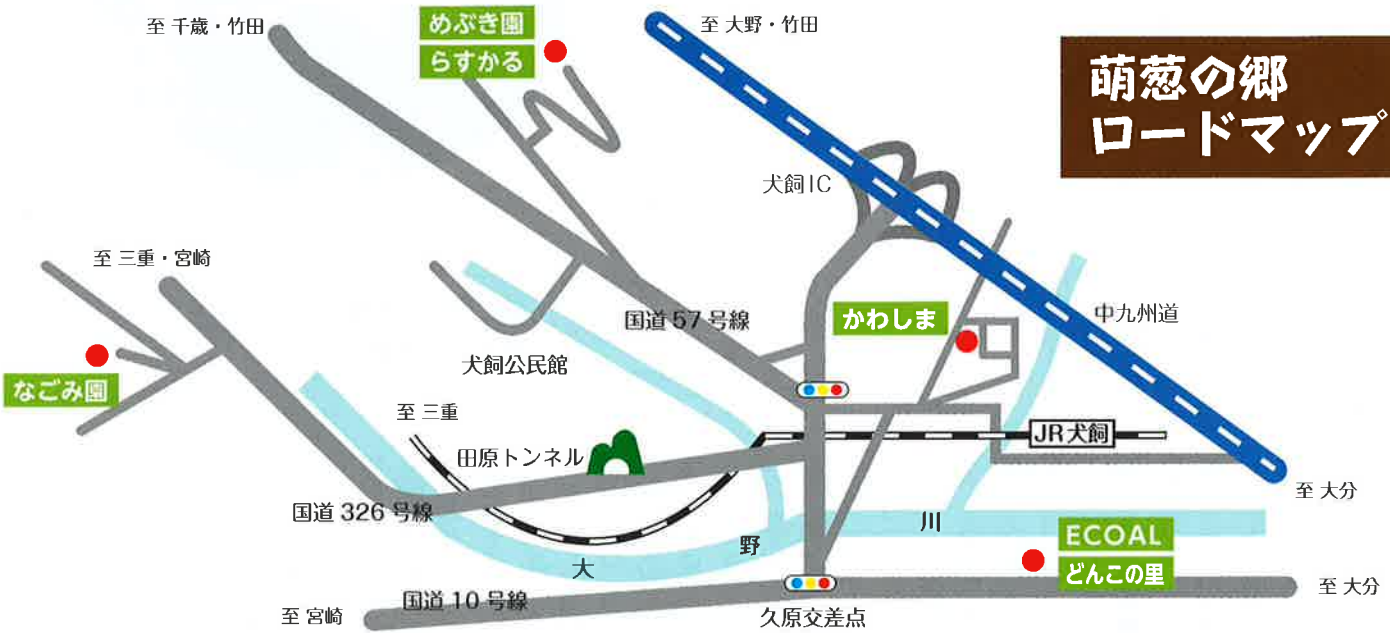 至 千歳・竹田
めぶき園
らすかる
至 大野・竹田
萌葱の郷
ロードマップ
犬飼IC
至 三重・宮崎
国道57号線
かわしま
中九州道
犬飼公民館
なごみ園
至 三重
田原トンネル
JR犬飼
至 大分
国道326号線
大野川
ECOAL
どんこの里
至 大分
国道10号線
至 宮崎
久原交差点